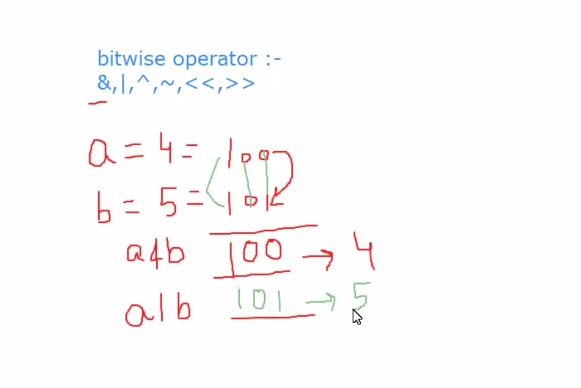 bitwise operator :-
&,|,^,~,<<,>>
a = 4 = 100
b = 5 = 101
a&b 100 → 4
a|b 101 → 5